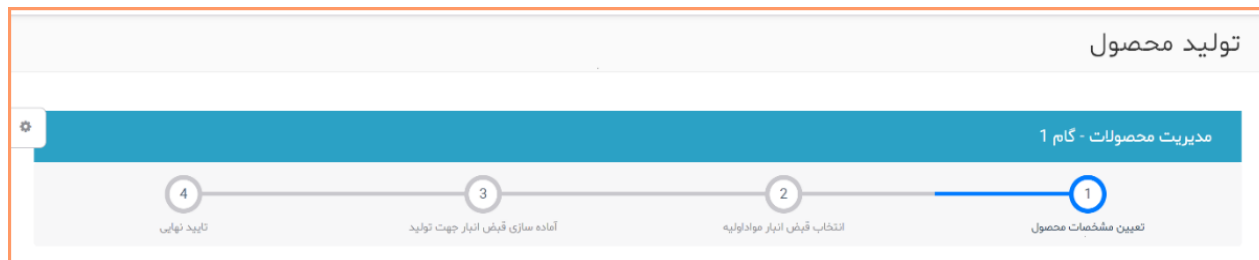 تولید محصول
مدیریت محصولات - گام 1
1 2 3 4
تعیین مشخصات محصول انتخاب قبض انبار مواداولیه آماده سازی قبض انبار جهت تولید تایید نهایی